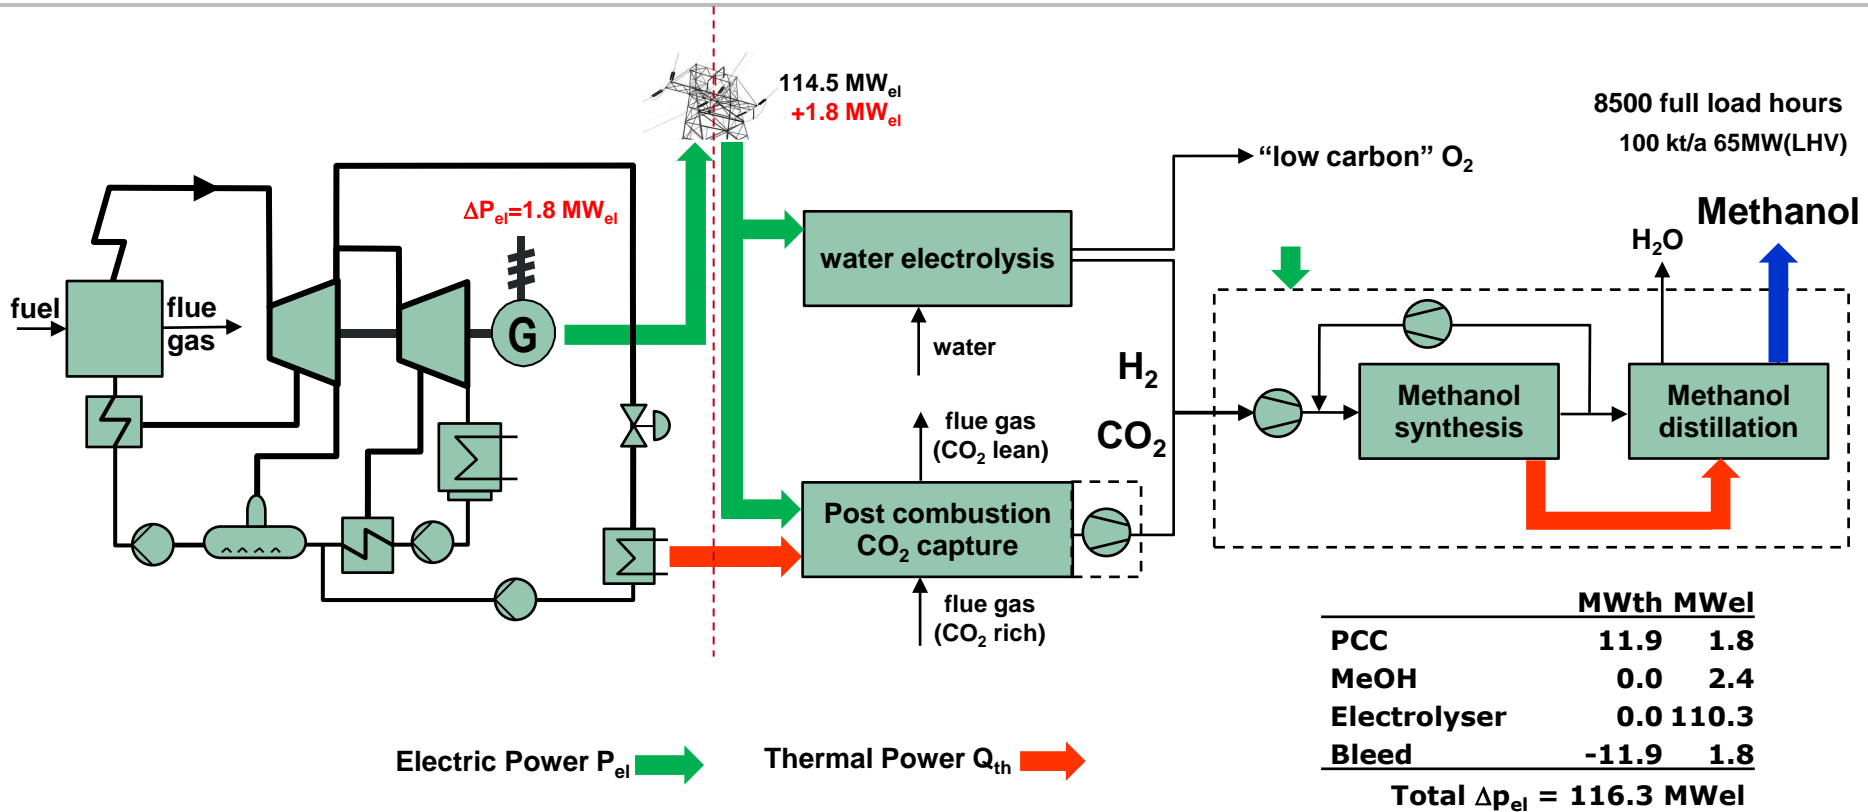 114.5 MWel
+1.8 MWel
8500 full load hours
100 kt/a 65MW(LHV)
"low carbon" O2
ΔPel=1.8 MWel
Methanol
H2O
water electrolysis
fuel
flue
gas
G
water
H2
CO2
flue gas
(CO2 lean)
Methanol
synthesis
Methanol
distillation
Post combustion
CO2 capture
flue gas
(CO2 rich)
MWth MWel
PCC 11.9 1.8
MeOH 0.0 2.4
Electrolyser 0.0 110.3
Bleed -11.9 1.8
Total Δpel = 116.3 MWel
Electric Power Pel
Thermal Power Qth